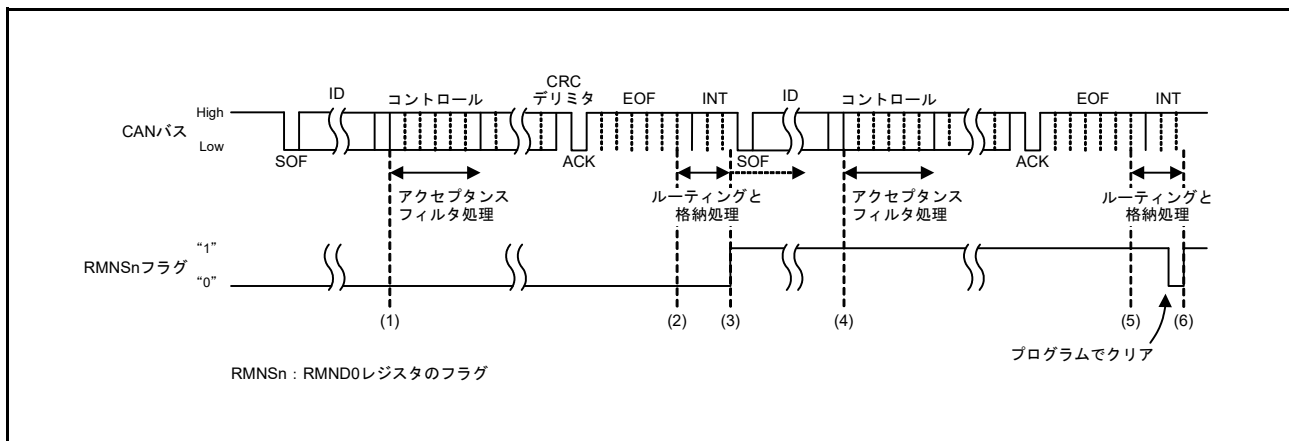 CRC
ID コントロール デリミタ EOF INT ID コントロール EOF INT
High
CANバス
Low
SOF ACK SOF ACK
アクセプタンス
フィルタ処理
ルーティングと
格納処理
アクセプタンス
フィルタ処理
ルーティングと
格納処理
“1”
RMNSnフラグ
“0”
(1) (2) (3) (4) (5) (6)
プログラムでクリア
RMNSn：RMND0レジスタのフラグ